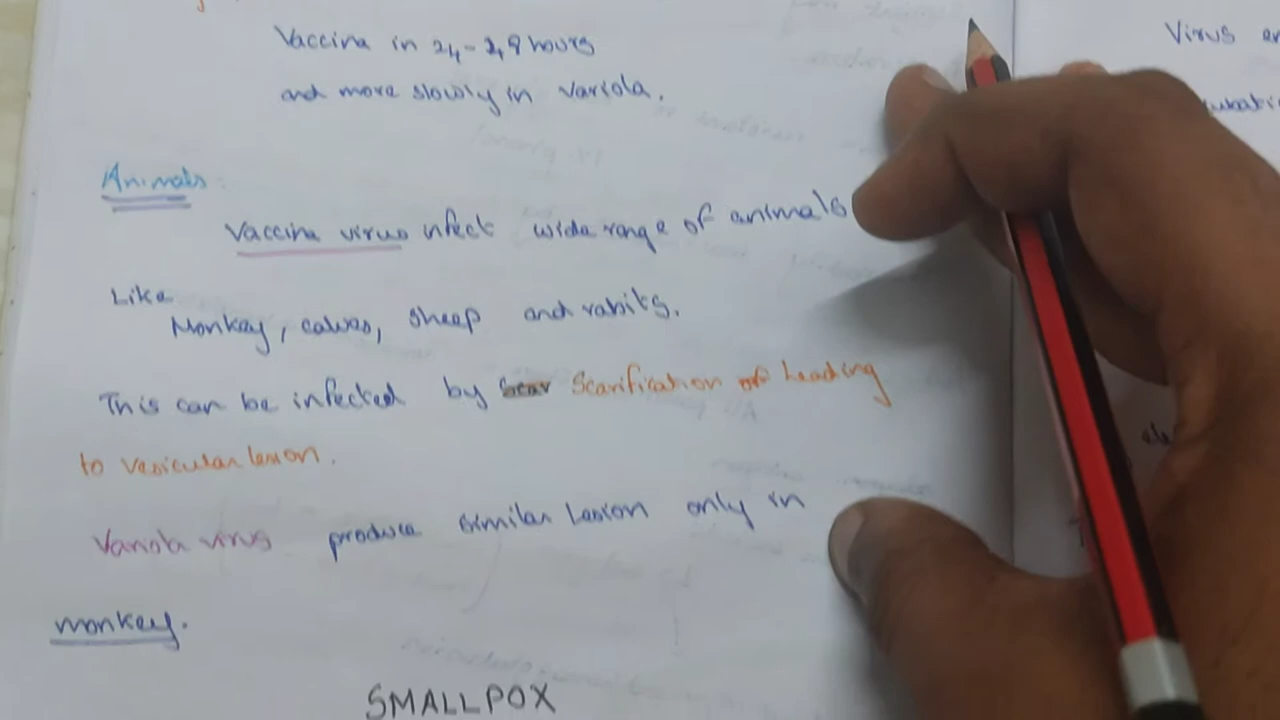 Vaccina in 24-48 hours
and more slowly in Variola.
Animals
Vaccina virus infect wide range of animals
Like
Monkey, calves, sheep and rabits.
This can be infected by Scarification of leading
to vesicular lesion.
Variola virus produce similar lesion only in
monkey.
SMALLPOX
Virus